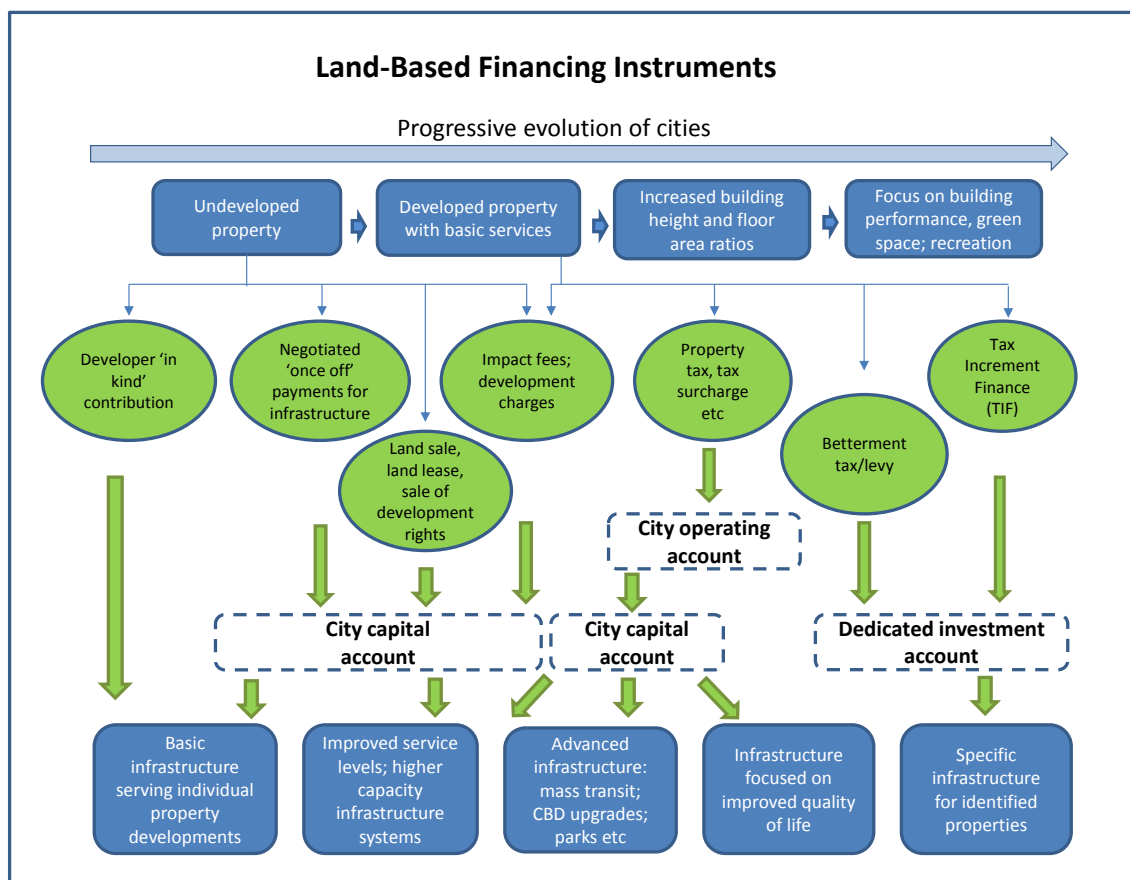 Land-Based Financing Instruments
Progressive evolution of cities
Undeveloped
property
Developed property
with basic services
Increased building
height and floor
area ratios
Focus on building
performance, green
space; recreation
Developer ‘in
kind’
contribution
Negotiated
‘once off’
payments for
infrastructure
Land sale,
land lease,
sale of
development
rights
Impact fees;
development
charges
Property
tax, tax
surcharge
etc
Betterment
tax/levy
Tax
Increment
Finance
(TIF)
City operating
account
City capital
account
City capital
account
Dedicated investment
account
Basic
infrastructure
serving individual
property
developments
Improved service
levels; higher
capacity
infrastructure
systems
Advanced
infrastructure:
mass transit;
CBD upgrades;
parks etc
Infrastructure
focused on
improved quality
of life
Specific
infrastructure
for identified
properties